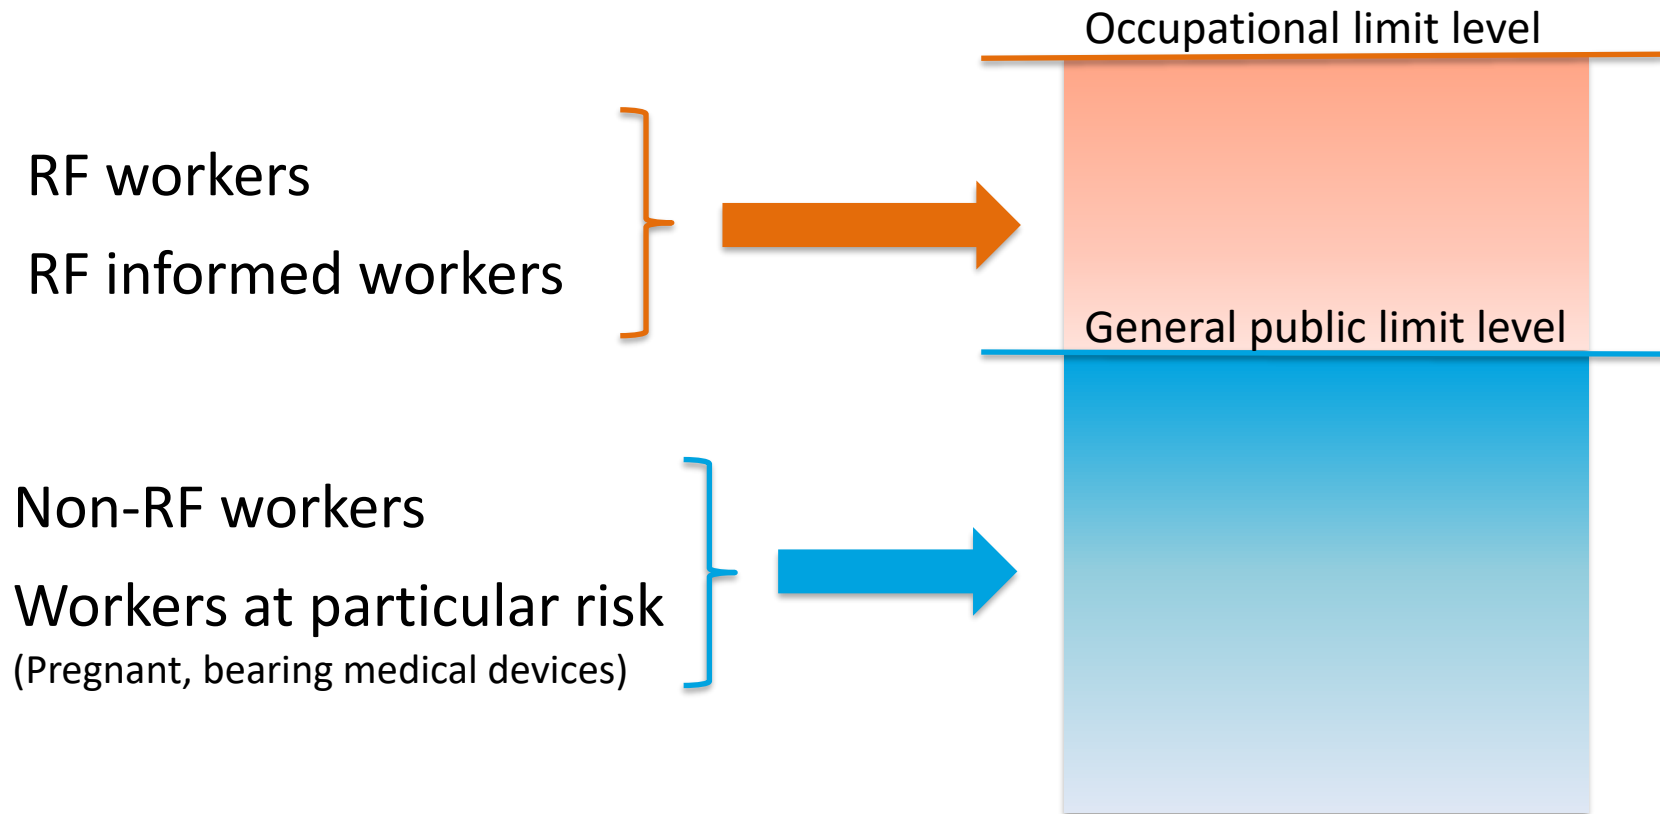 Occupational limit level
RF workers
RF informed workers
General public limit level
Non-RF workers
Workers at particular risk
(Pregnant, bearing medical devices)